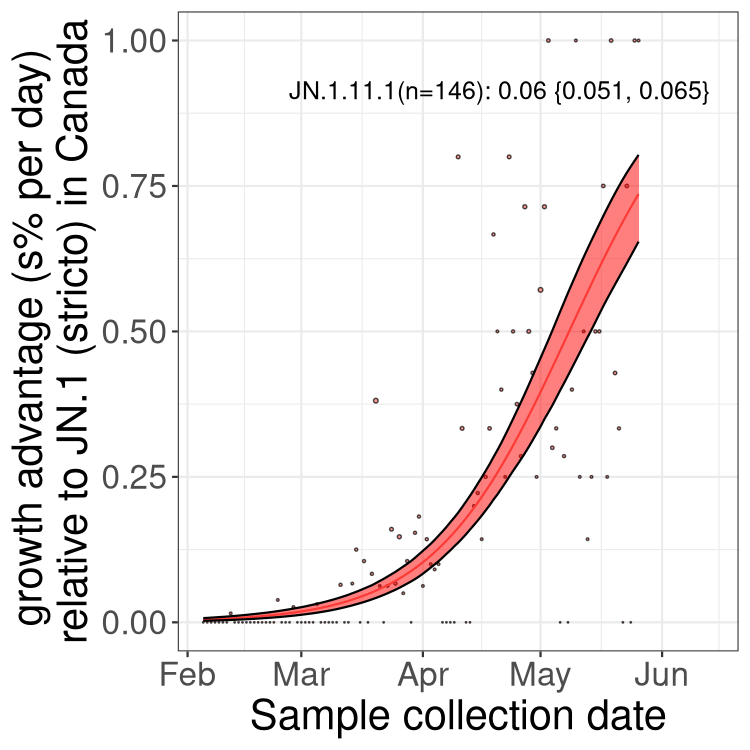 growth advantage (s% per day)
relative to JN.1 (stricto) in Canada
1.00
0.75
0.50
0.25
0.00
JN.1.11.1(n=146): 0.06 {0.051, 0.065}
Feb Mar Apr May Jun
Sample collection date